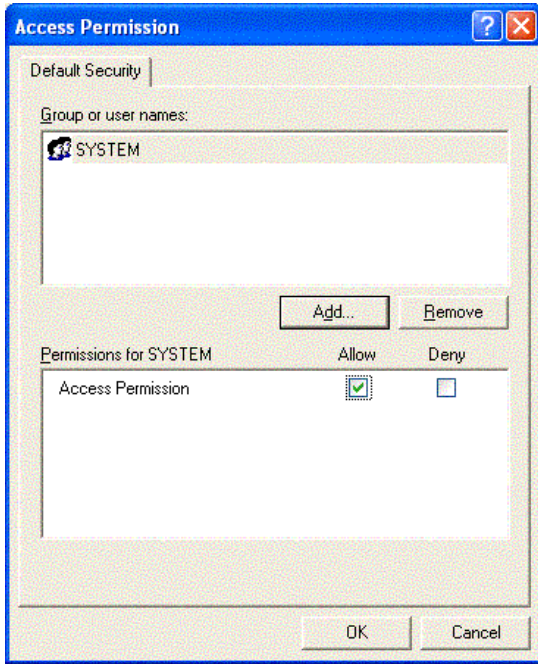 Access Permission
Default Security
Group or user names:
SYSTEM
Add... Remove
Permissions for SYSTEM Allow Deny
Access Permission
OK Cancel